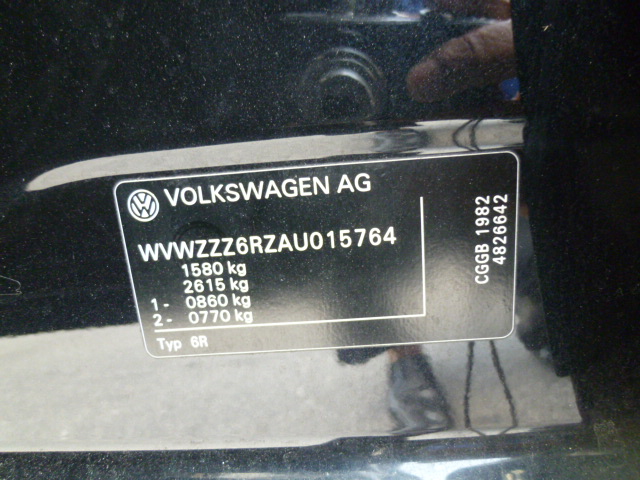 VOLKSWAGEN AG
WVWZZZ6RZAU015764
1580 kg
2615 kg
1- 0860 kg
2- 0770 kg
Typ 6R
CGGB 1982
4826642